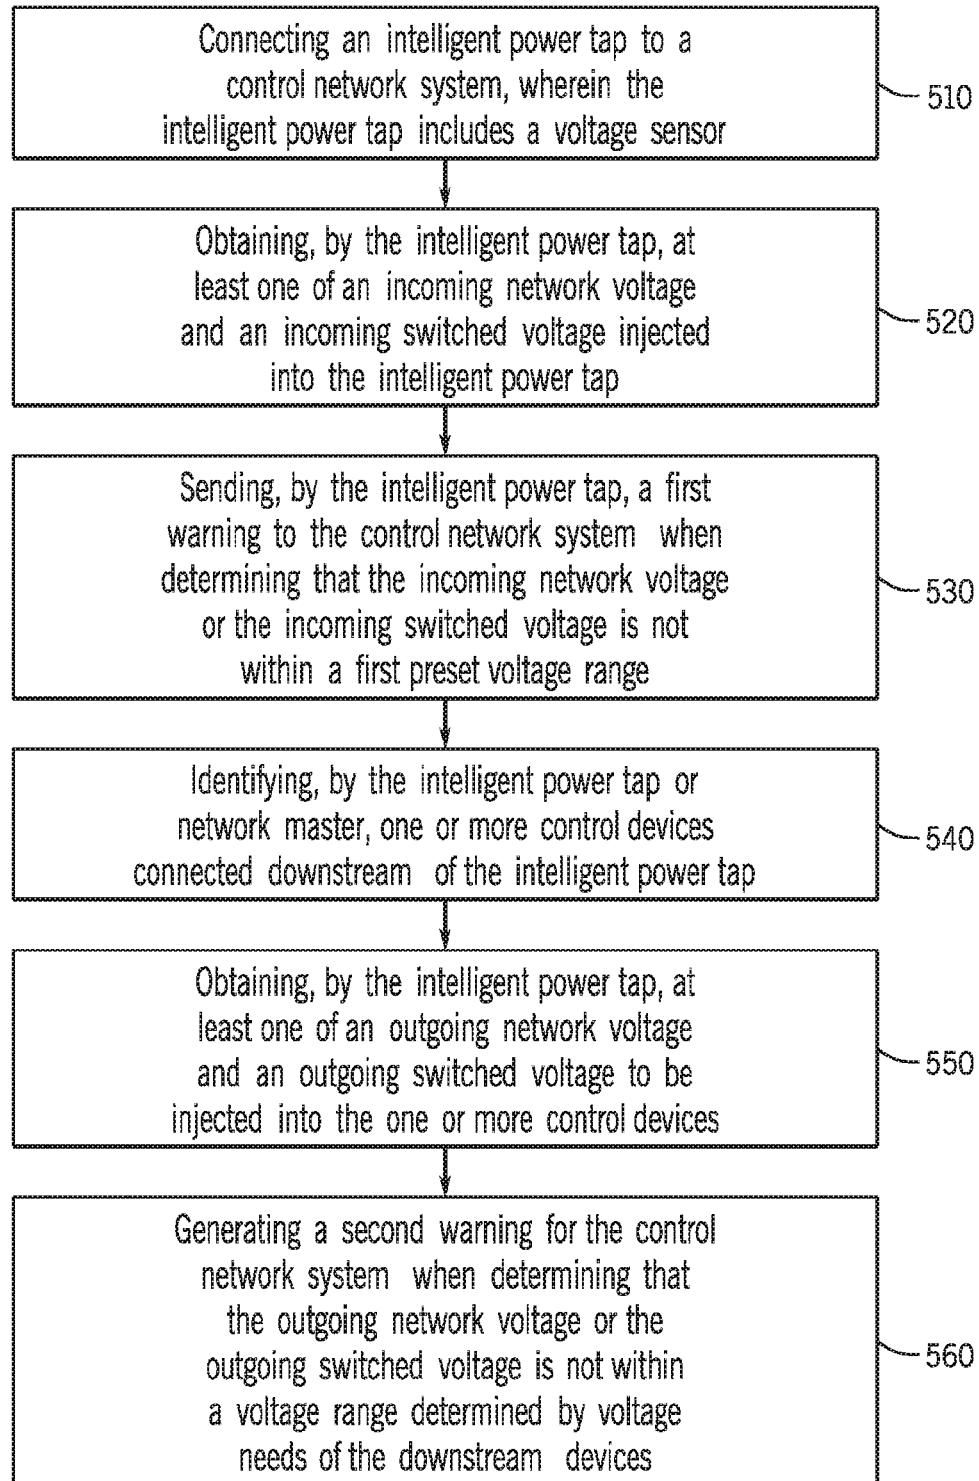 Connecting an intelligent power tap to a
control network system, wherein the
intelligent power tap includes a voltage sensor
510
Obtaining, by the intelligent power tap, at
least one of an incoming network voltage
and an incoming switched voltage injected
into the intelligent power tap
520
Sending, by the intelligent power tap, a first
warning to the control network system when
determining that the incoming network voltage
or the incoming switched voltage is not
within a first preset voltage range
530
Identifying, by the intelligent power tap or
network master, one or more control devices
connected downstream of the intelligent power tap
540
Obtaining, by the intelligent power tap, at
least one of an outgoing network voltage
and an outgoing switched voltage to be
injected into the one or more control devices
550
Generating a second warning for the control
network system when determining that
the outgoing network voltage or the
outgoing switched voltage is not within
a voltage range determined by voltage
needs of the downstream devices
560